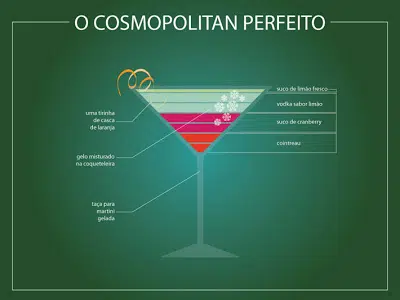 O COSMOPOLITAN PERFEITO
suco de limão fresco
vodka sabor limão
uma tirinha
de casca
de laranja
suco de cranberry
cointreau
gelo misturado
na coqueteleira
taça para
martini
gelada